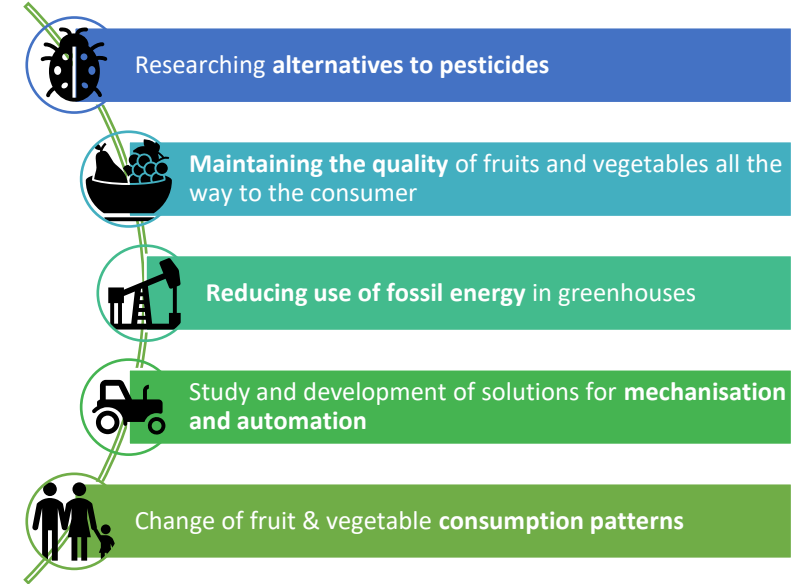 Researching alternatives to pesticides
Maintaining the quality of fruits and vegetables all the
way to the consumer
Reducing use of fossil energy in greenhouses
Study and development of solutions for mechanisation
and automation
Change of fruit & vegetable consumption patterns